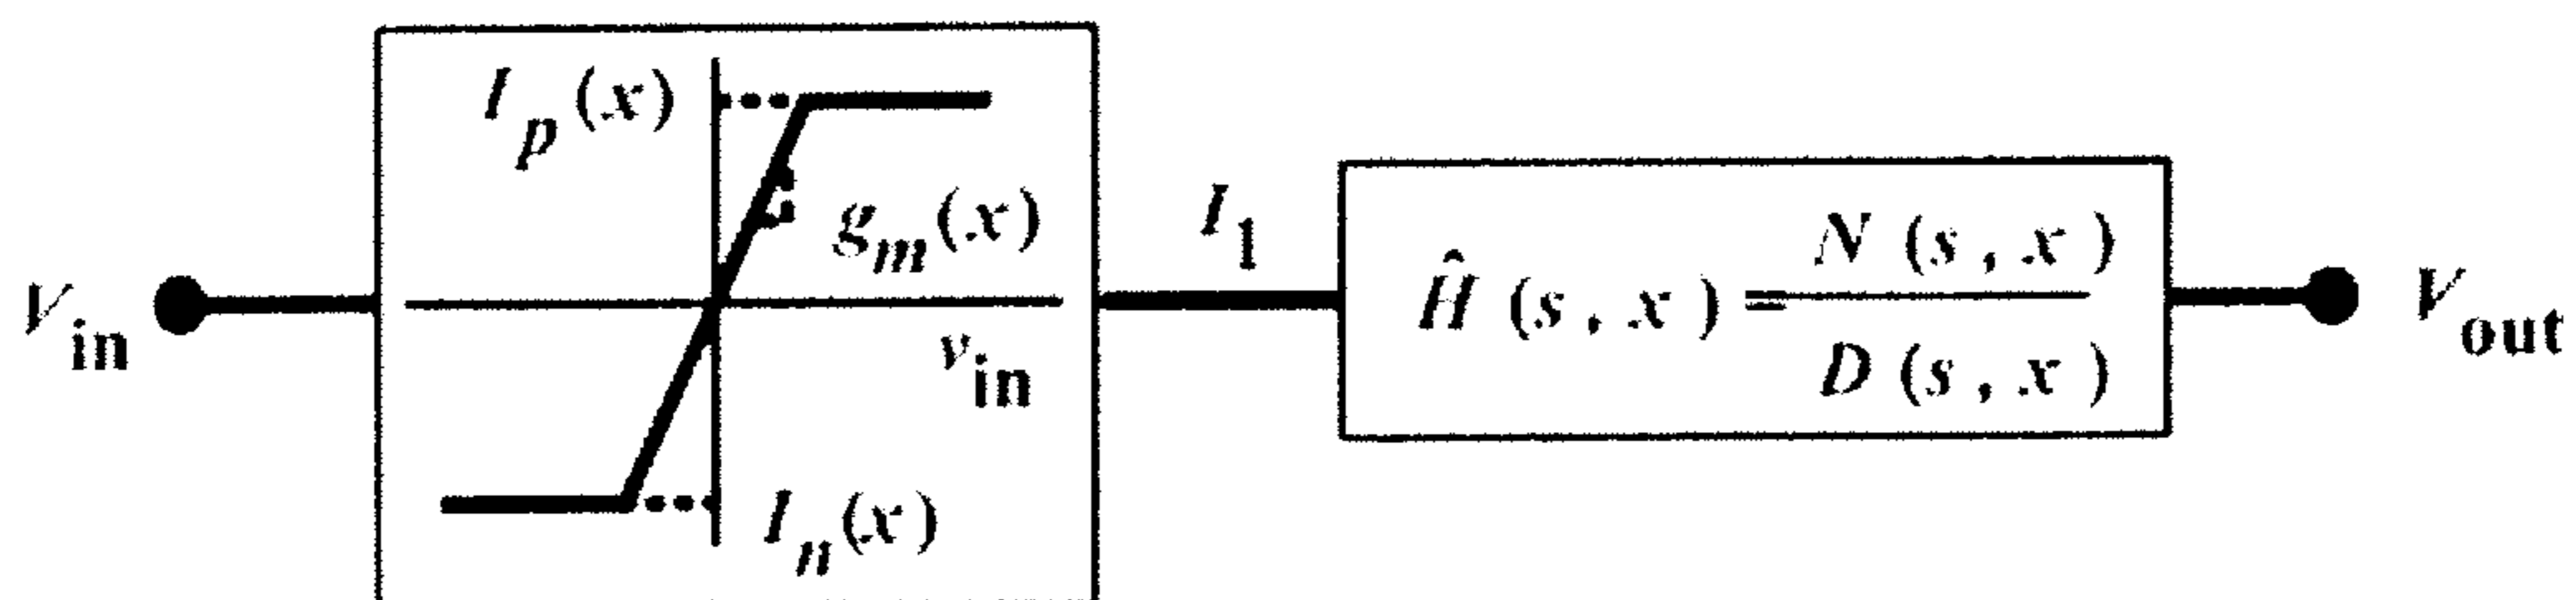 I_p(x)
g_m(x)
v_in
I_n(x)
V_in
I_1
Ĥ(s, x) = N(s, x) / D(s, x)
V_out